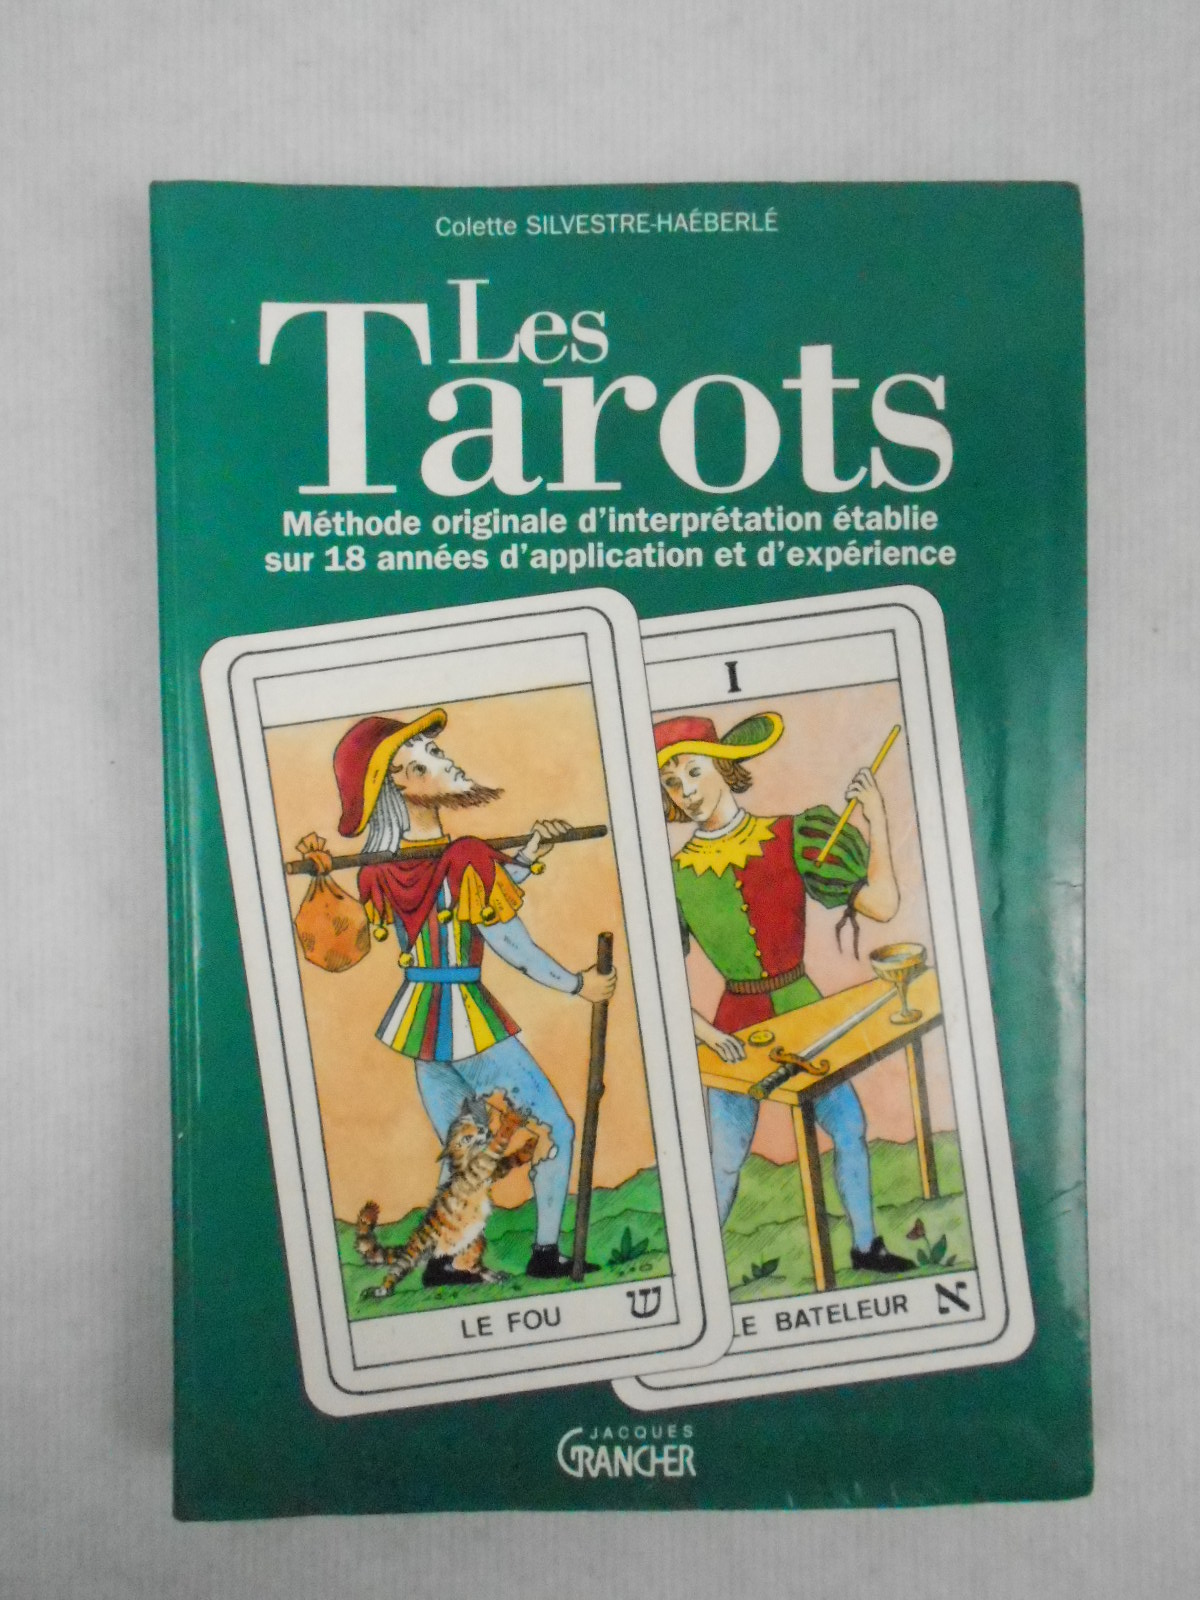 Colette SILVESTRE-HAÉBERLÉ
Les
Tarots
Méthode originale d'interprétation établie
sur 18 années d'application et d'expérience
I
LE FOU ש
LE BATELEUR א
JACQUES
GRANCHER